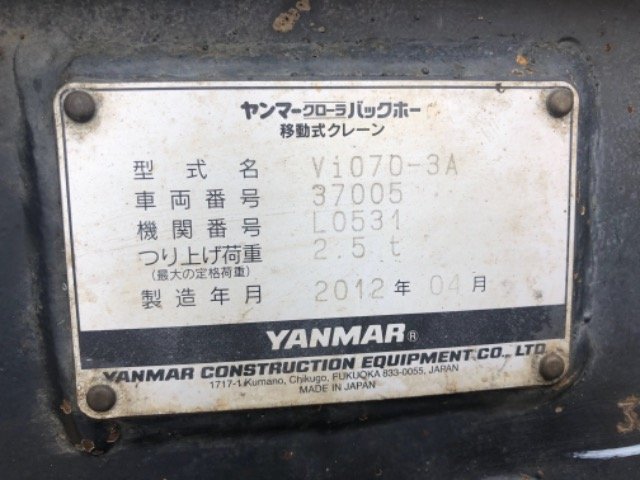 ヤンマークローラバックホー
移動式クレーン
型式名 Vi070-3A
車両番号 37005
機関番号 L0531
つり上げ荷重 2.5t
(最大の定格荷重)
製造年月 2012年 04月
YANMAR®
YANMAR CONSTRUCTION EQUIPMENT CO., LTD.
1717-1 Kumano, Chikugo, FUKUOKA 833-0055, JAPAN
MADE IN JAPAN